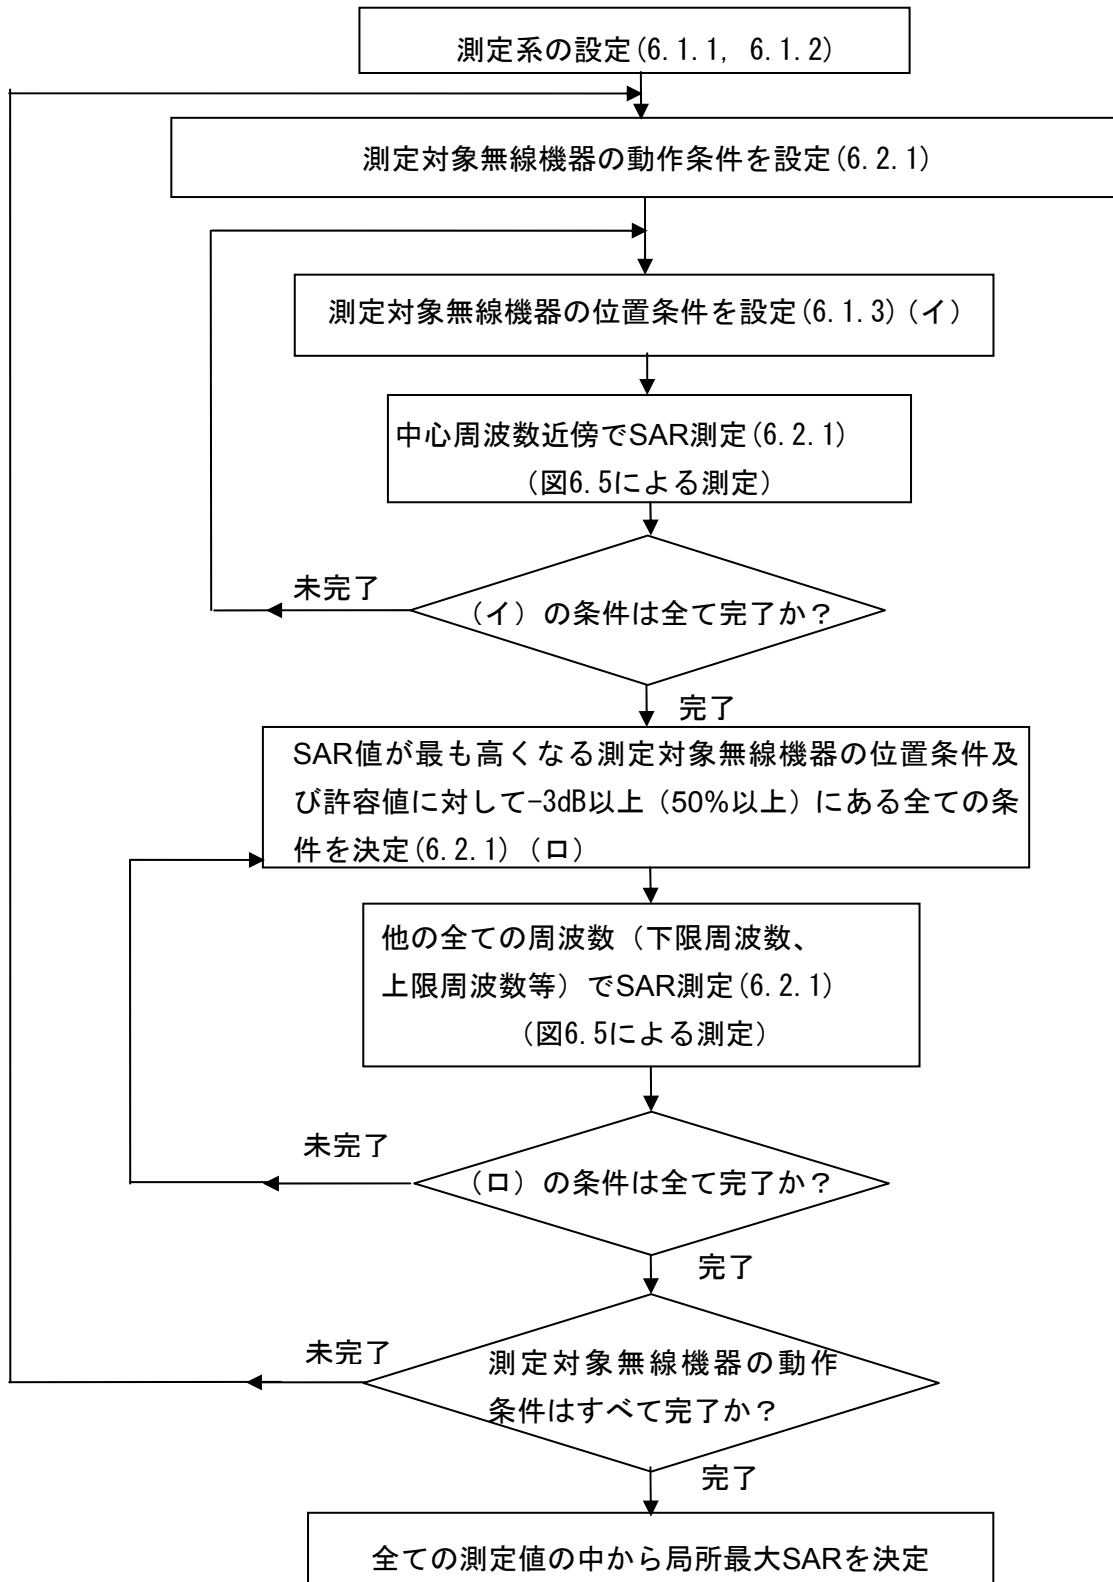 測定系の設定(6.1.1, 6.1.2)
測定対象無線機器の動作条件を設定(6.2.1)
測定対象無線機器の位置条件を設定(6.1.3)(イ)
中心周波数近傍でSAR測定(6.2.1)
(図6.5による測定)
未完了
(イ)の条件は全て完了か?
完了
SAR値が最も高くなる測定対象無線機器の位置条件及
び許容値に対して-3dB以上(50%以上)にある全ての条
件を決定(6.2.1)(ロ)
他の全ての周波数(下限周波数、
上限周波数等)でSAR測定(6.2.1)
(図6.5による測定)
未完了
(ロ)の条件は全て完了か?
完了
未完了
測定対象無線機器の動作
条件はすべて完了か?
完了
全ての測定値の中から局所最大SARを決定